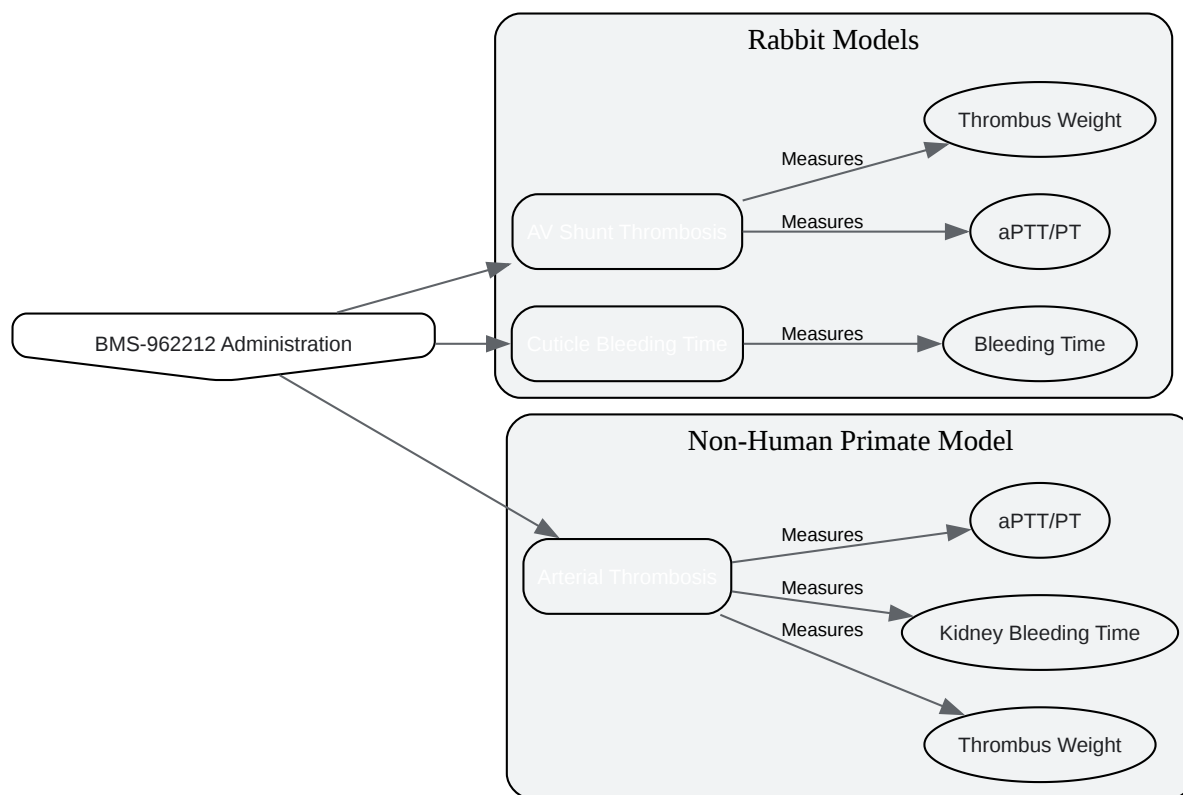 Rabbit Models
Thrombus Weight
Measures
AV Shunt Thrombosis
Measures
aPTT/PT
BMS-962212 Administration
Cuticle Bleeding Time
Measures
Bleeding Time
Non-Human Primate Model
aPTT/PT
Measures
Arterial Thrombosis
Measures
Kidney Bleeding Time
Measures
Thrombus Weight